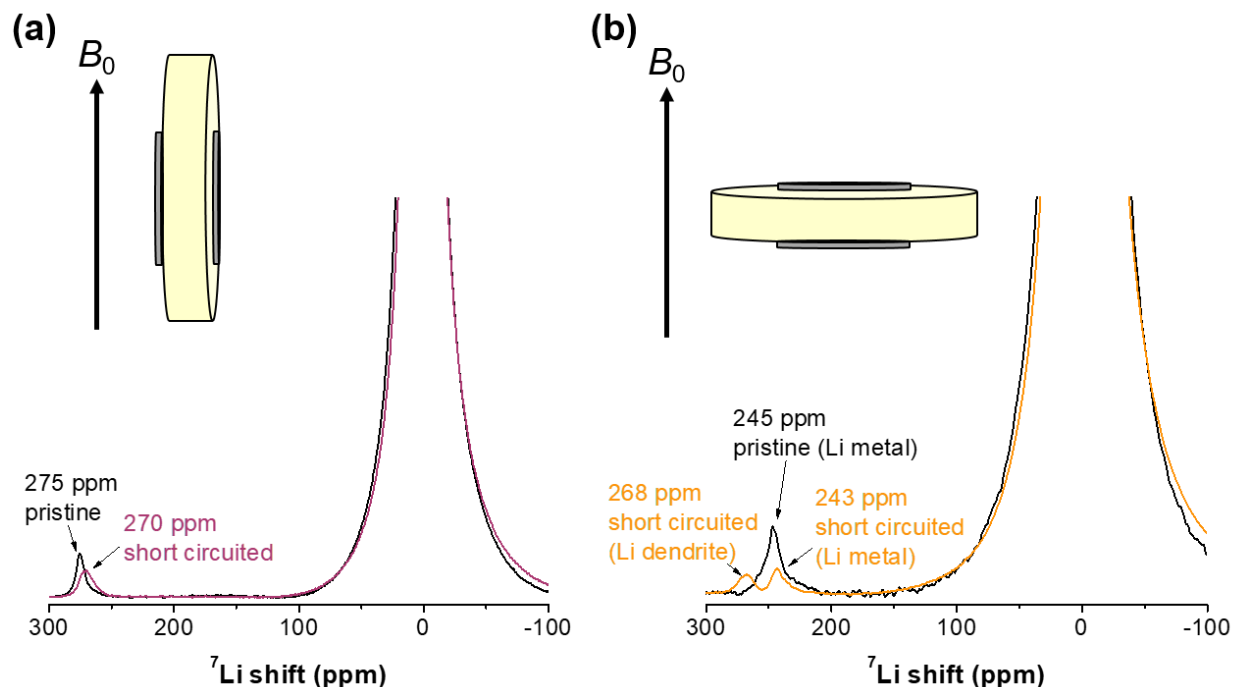 (a)
B₀
275 ppm
pristine
270 ppm
short circuited
300
200
100
0
-100
⁷Li shift (ppm)
(b)
B₀
245 ppm
pristine (Li metal)
268 ppm
short circuited
(Li dendrite)
243 ppm
short circuited
(Li metal)
300
200
100
0
-100
⁷Li shift (ppm)